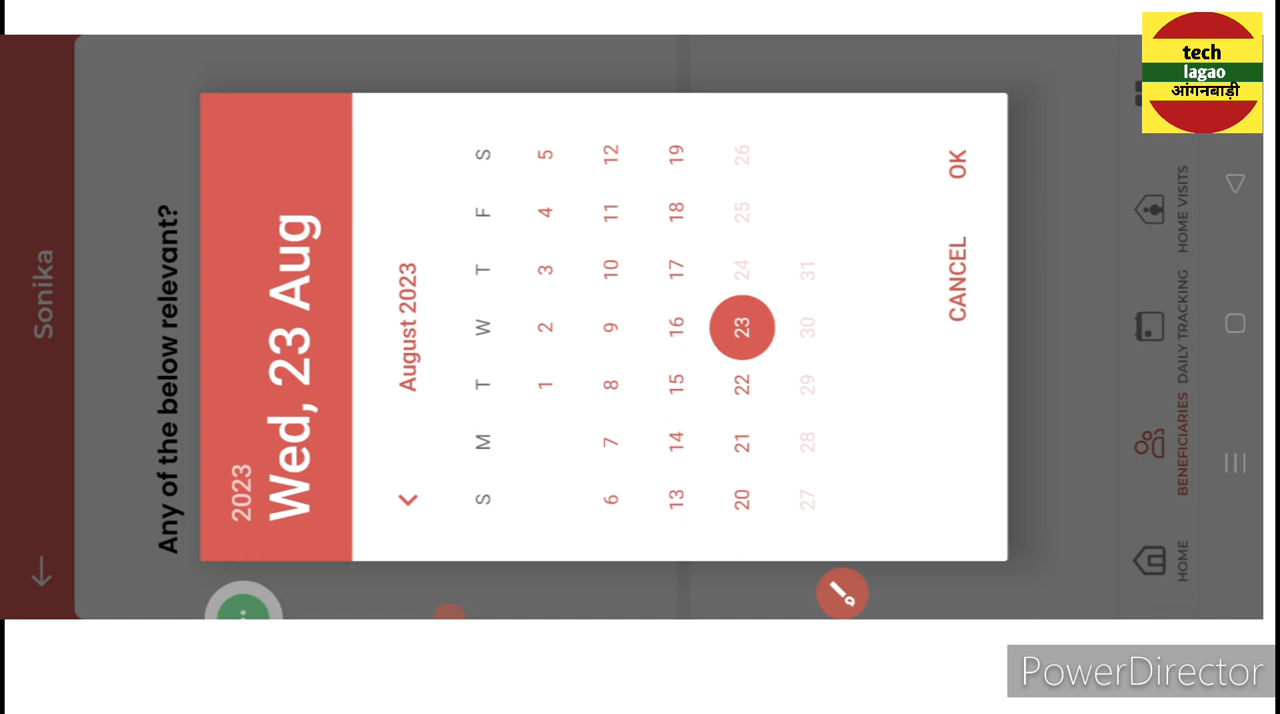 Sonika
Any of the below relevant?
2023
Wed, 23 Aug
August 2023
S M T W T F S
1 2 3 4 5
6 7 8 9 10 11 12
13 14 15 16 17 18 19
20 21 22 23 24 25 26
27 28 29 30 31
CANCEL OK
HOME BENEFICIARIES DAILY TRACKING HOME VISITS
tech
lagao
आंगनबाड़ी
PowerDirector